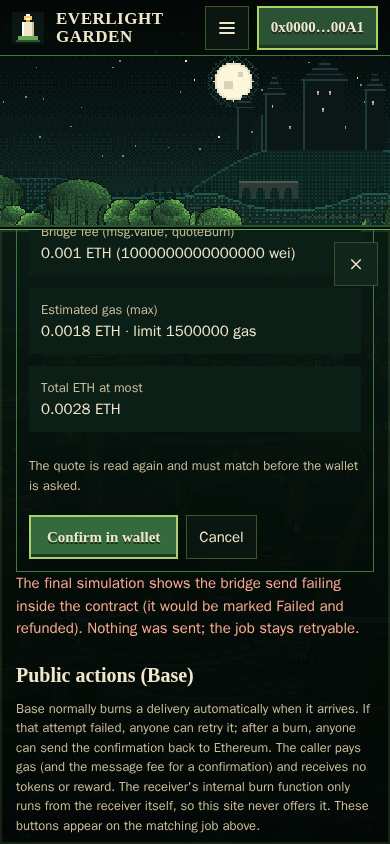 EVERLIGHT
GARDEN
0x0000...00A1
Bridge fee (msg.value, quoteBurn)
0.001 ETH (1000000000000000 wei)
Estimated gas (max)
0.0018 ETH · limit 1500000 gas
Total ETH at most
0.0028 ETH
The quote is read again and must match before the wallet
is asked.
Confirm in wallet
Cancel
The final simulation shows the bridge send failing
inside the contract (it would be marked Failed and
refunded). Nothing was sent; the job stays retryable.
Public actions (Base)
Base normally burns a delivery automatically when it arrives. If
that attempt failed, anyone can retry it; after a burn, anyone
can send the confirmation back to Ethereum. The caller pays
gas (and the message fee for a confirmation) and receives no
tokens or reward. The receiver's internal burn function only
runs from the receiver itself, so this site never offers it. These
buttons appear on the matching job above.